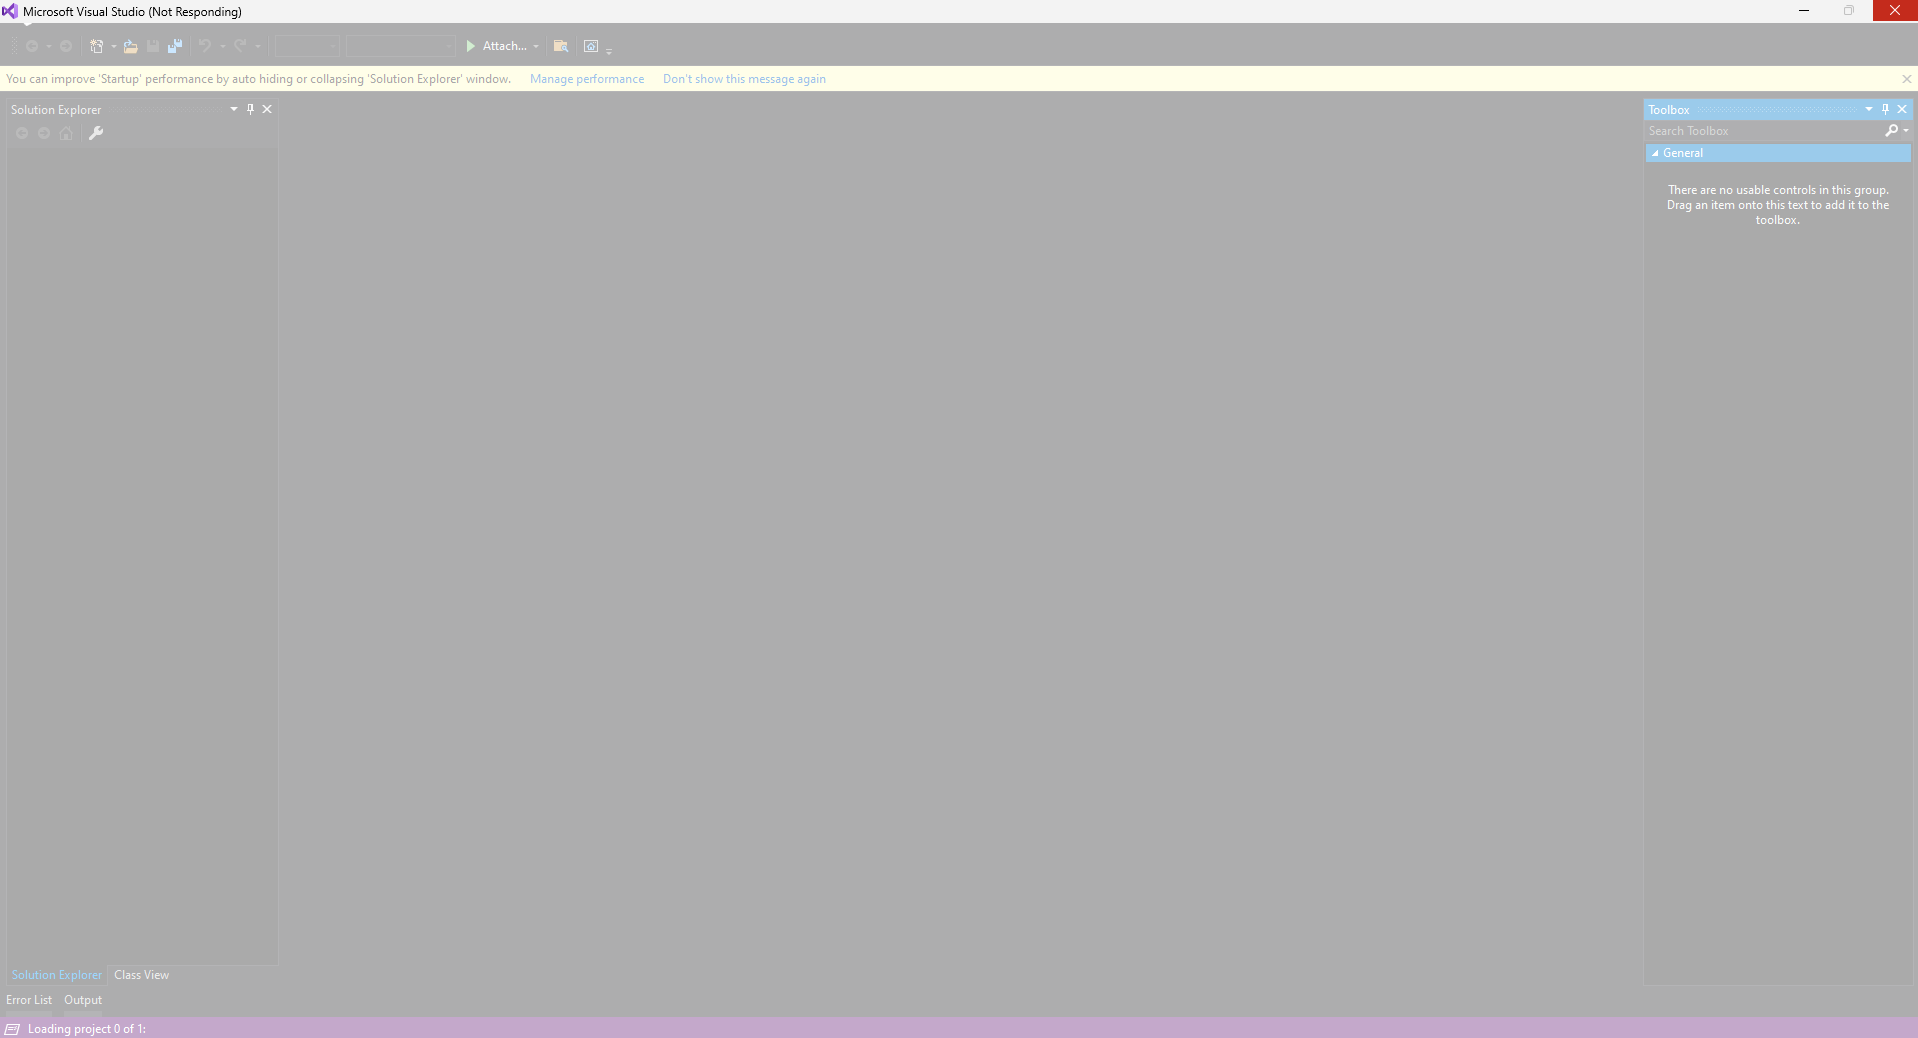 Microsoft Visual Studio (Not Responding)
Attach...
You can improve 'Startup' performance by auto hiding or collapsing 'Solution Explorer' window. Manage performance Don't show this message again
Solution Explorer
Toolbox
Search Toolbox
General
There are no usable controls in this group.
Drag an item onto this text to add it to the
toolbox.
Solution Explorer Class View
Error List Output
Loading project 0 of 1: